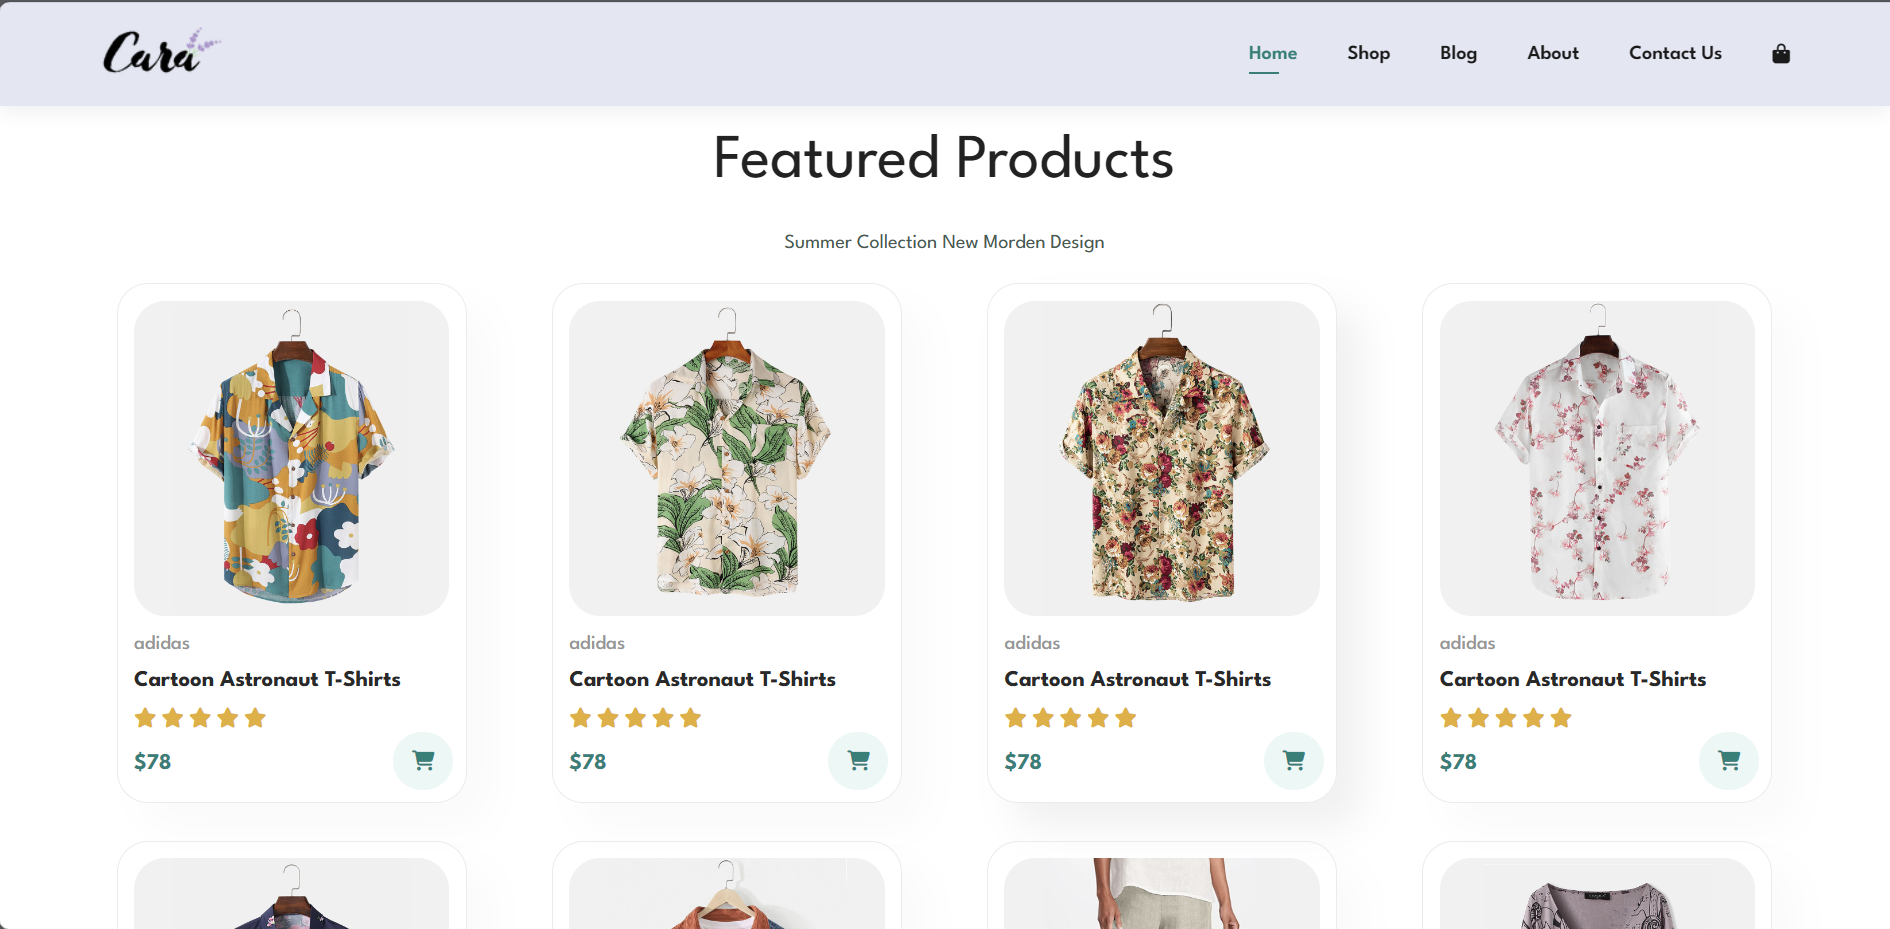 Cara
Home Shop Blog About Contact Us
Featured Products
Summer Collection New Morden Design
adidas
Cartoon Astronaut T-Shirts
$78
adidas
Cartoon Astronaut T-Shirts
$78
adidas
Cartoon Astronaut T-Shirts
$78
adidas
Cartoon Astronaut T-Shirts
$78